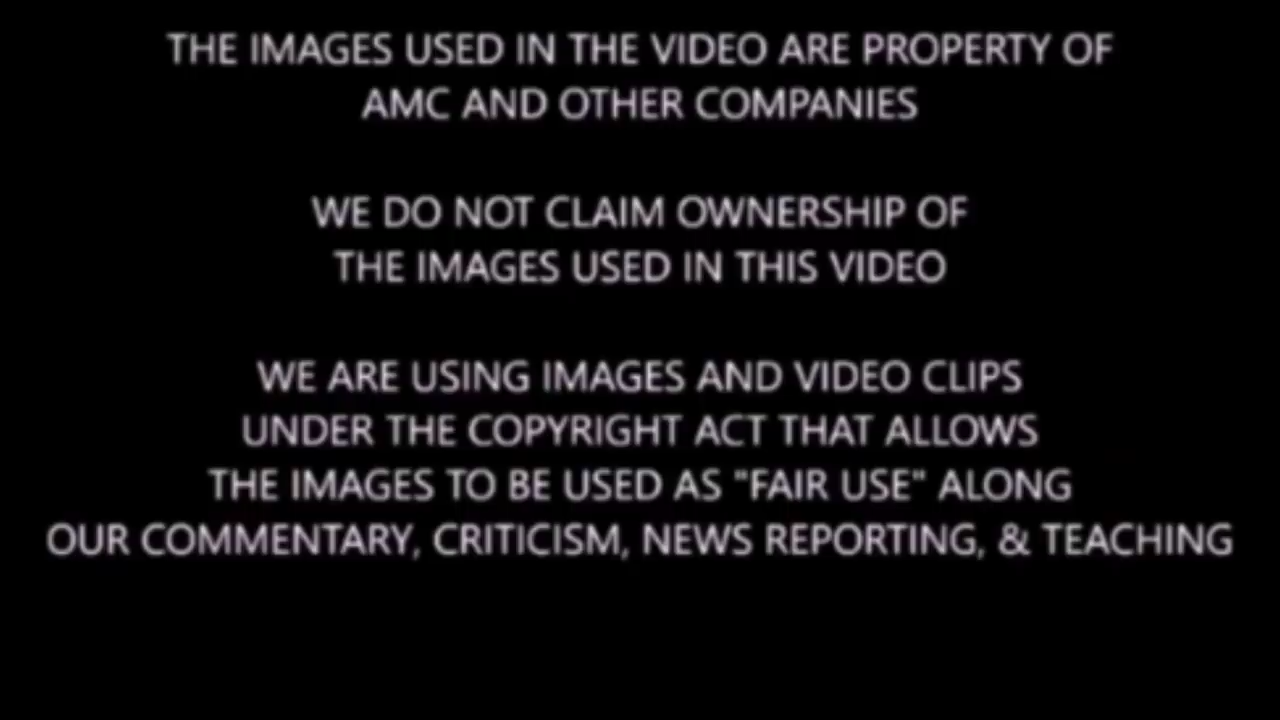 THE IMAGES USED IN THE VIDEO ARE PROPERTY OF
AMC AND OTHER COMPANIES
WE DO NOT CLAIM OWNERSHIP OF
THE IMAGES USED IN THIS VIDEO
WE ARE USING IMAGES AND VIDEO CLIPS
UNDER THE COPYRIGHT ACT THAT ALLOWS
THE IMAGES TO BE USED AS "FAIR USE" ALONG
OUR COMMENTARY, CRITICISM, NEWS REPORTING, & TEACHING